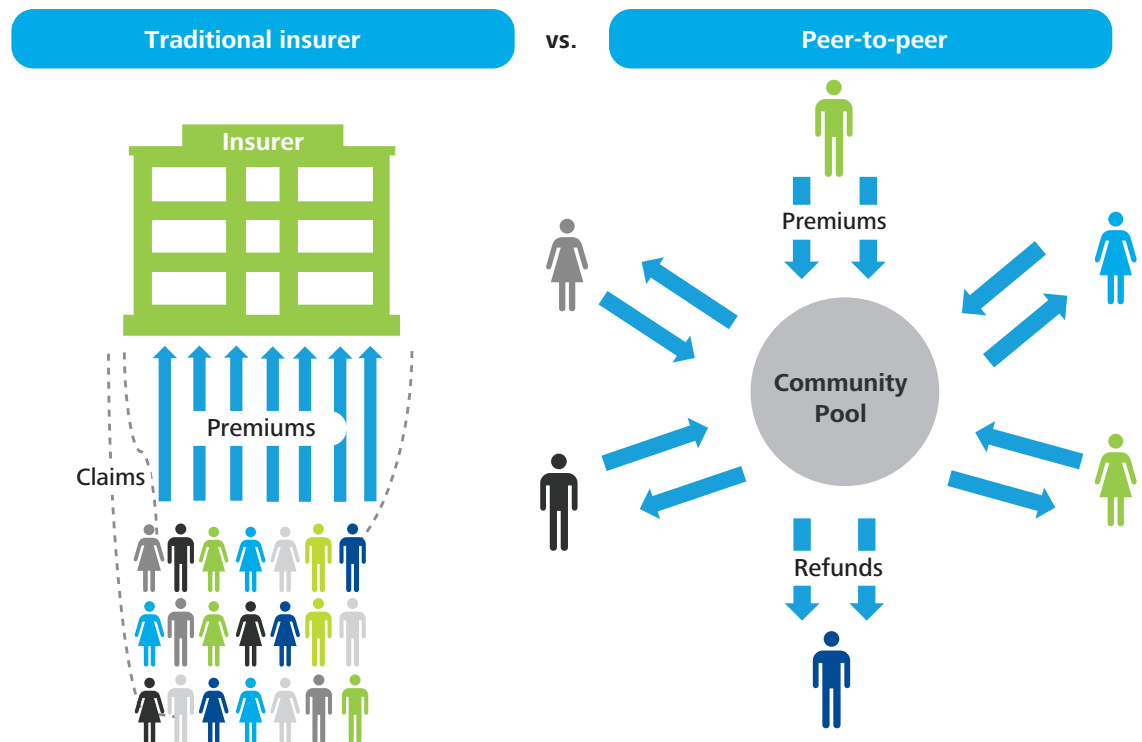 Traditional insurer
vs.
Peer-to-peer
Insurer
Premiums
Claims
Premiums
Community
Pool
Refunds